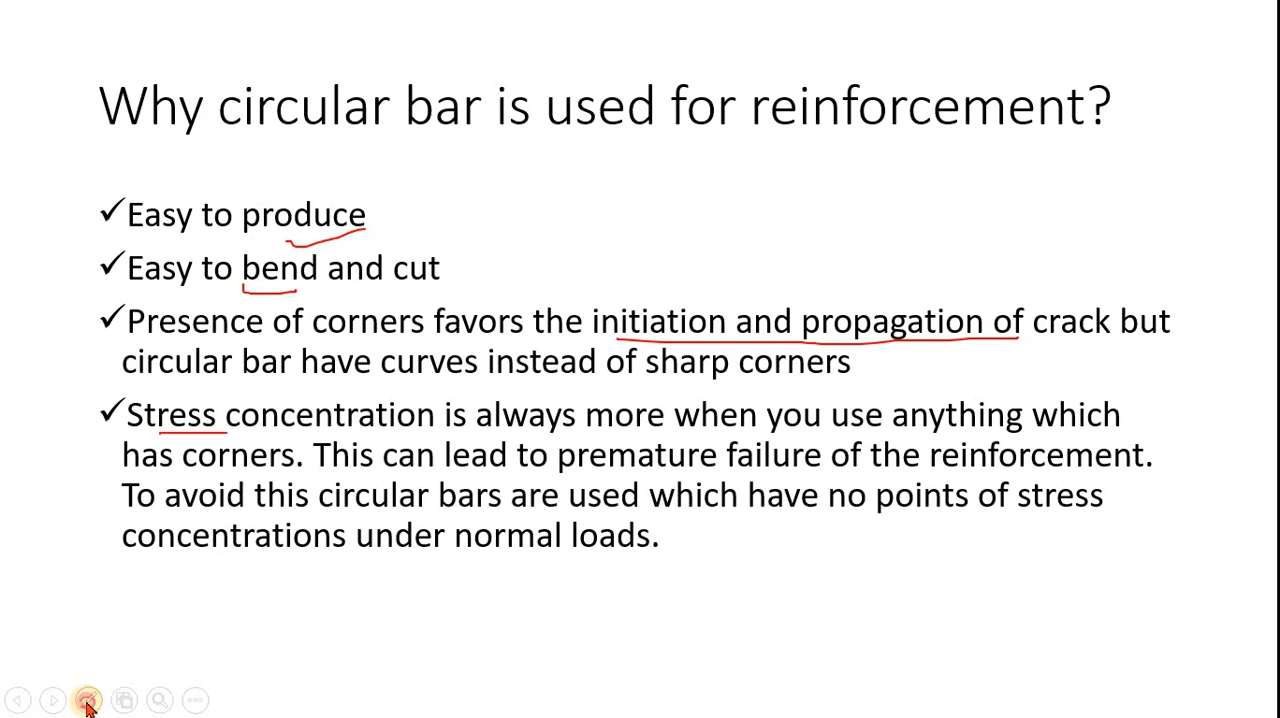 Why circular bar is used for reinforcement?
✓Easy to produce
✓Easy to bend and cut
✓Presence of corners favors the initiation and propagation of crack but
circular bar have curves instead of sharp corners
✓Stress concentration is always more when you use anything which
has corners. This can lead to premature failure of the reinforcement.
To avoid this circular bars are used which have no points of stress
concentrations under normal loads.